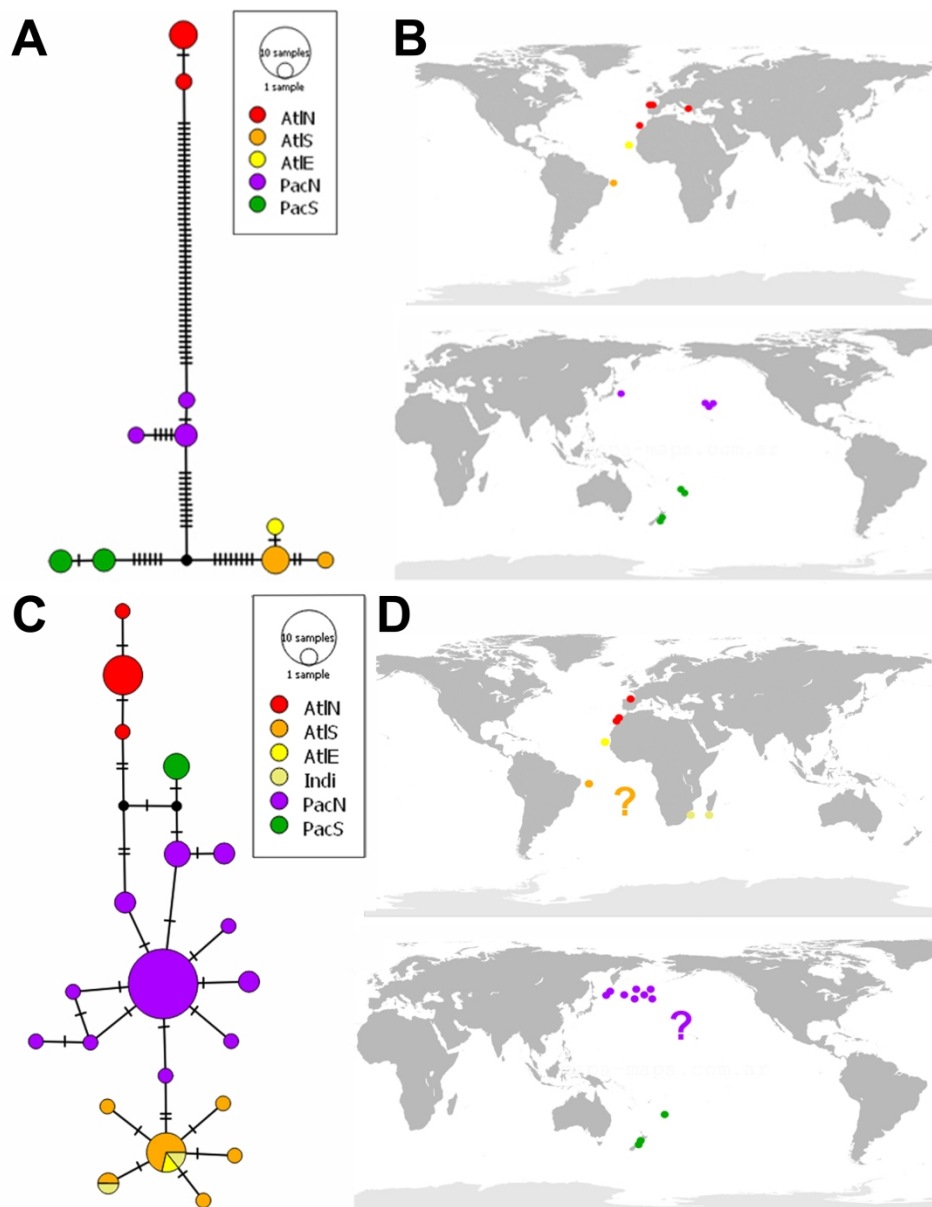 A
10 samples
1 sample
AtlN
AtlS
AtlE
PacN
PacS
B
C
10 samples
1 sample
AtlN
AtlS
AtlE
Indi
PacN
PacS
D
?
?